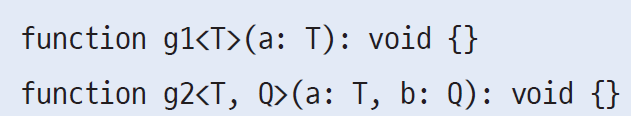 function g1<T>(a: T): void {}
function g2<T, Q>(a: T, b: Q): void {}